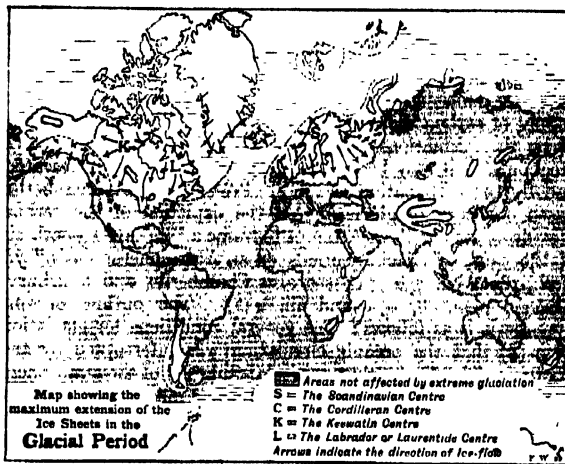 Map showing the
maximum extension of the
Ice Sheets in the
Glacial Period
Areas not affected by extreme glaciation
S = The Scandinavian Centre
C = The Cordilleran Centre
K = The Keewatin Centre
L = The Labrador or Laurentide Centre
Arrows indicate the direction of Ice-flow
K
L